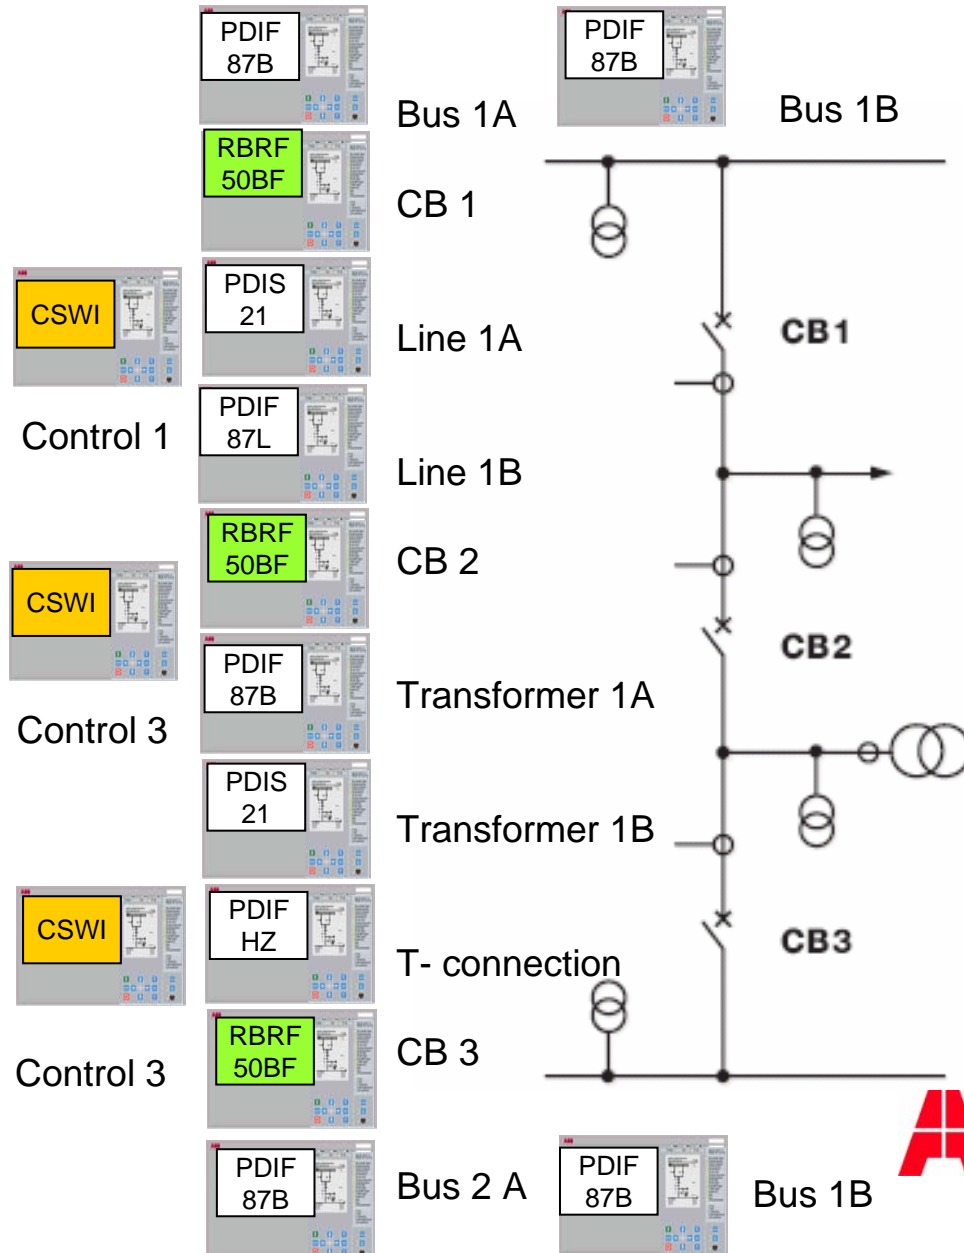 PDIF
87B
Bus 1A
PDIF
87B
Bus 1B
RBRF
50BF
CB 1
CSWI
Control 1
PDIS
21
Line 1A
CB1
PDIF
87L
Line 1B
RBRF
50BF
CB 2
CSWI
Control 3
PDIF
87B
Transformer 1A
CB2
PDIS
21
Transformer 1B
CSWI
Control 3
PDIF
HZ
T- connection
CB3
RBRF
50BF
CB 3
PDIF
87B
Bus 2 A
PDIF
87B
Bus 1B